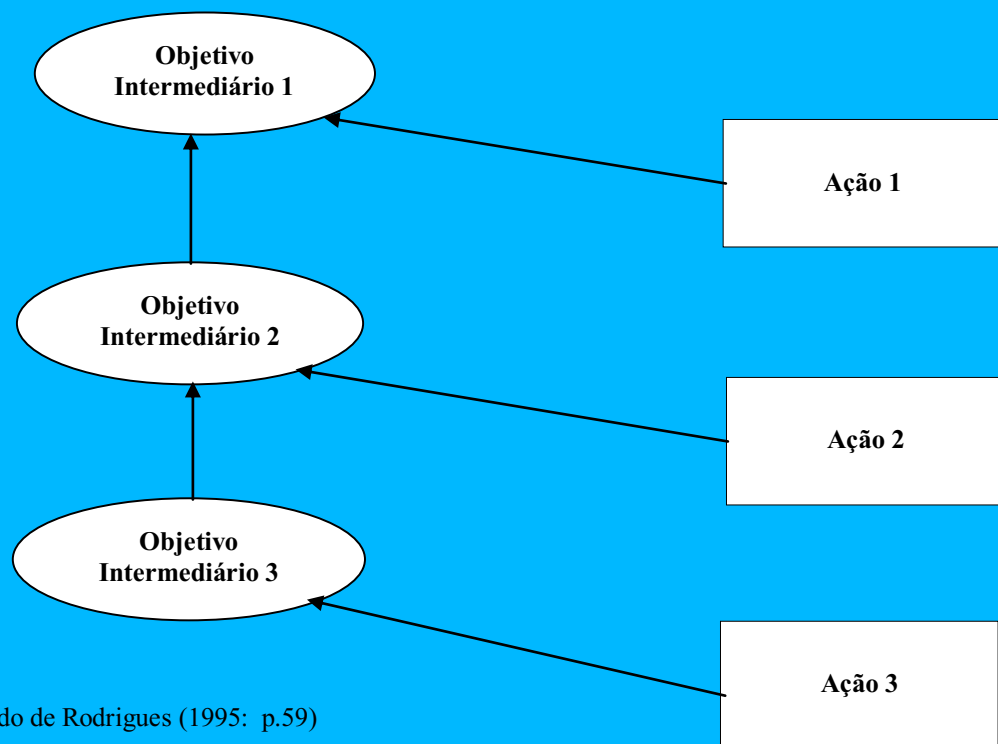 Objetivo
Intermediário 1
Ação 1
Objetivo
Intermediário 2
Ação 2
Objetivo
Intermediário 3
Ação 3
do de Rodrigues (1995:  p.59)